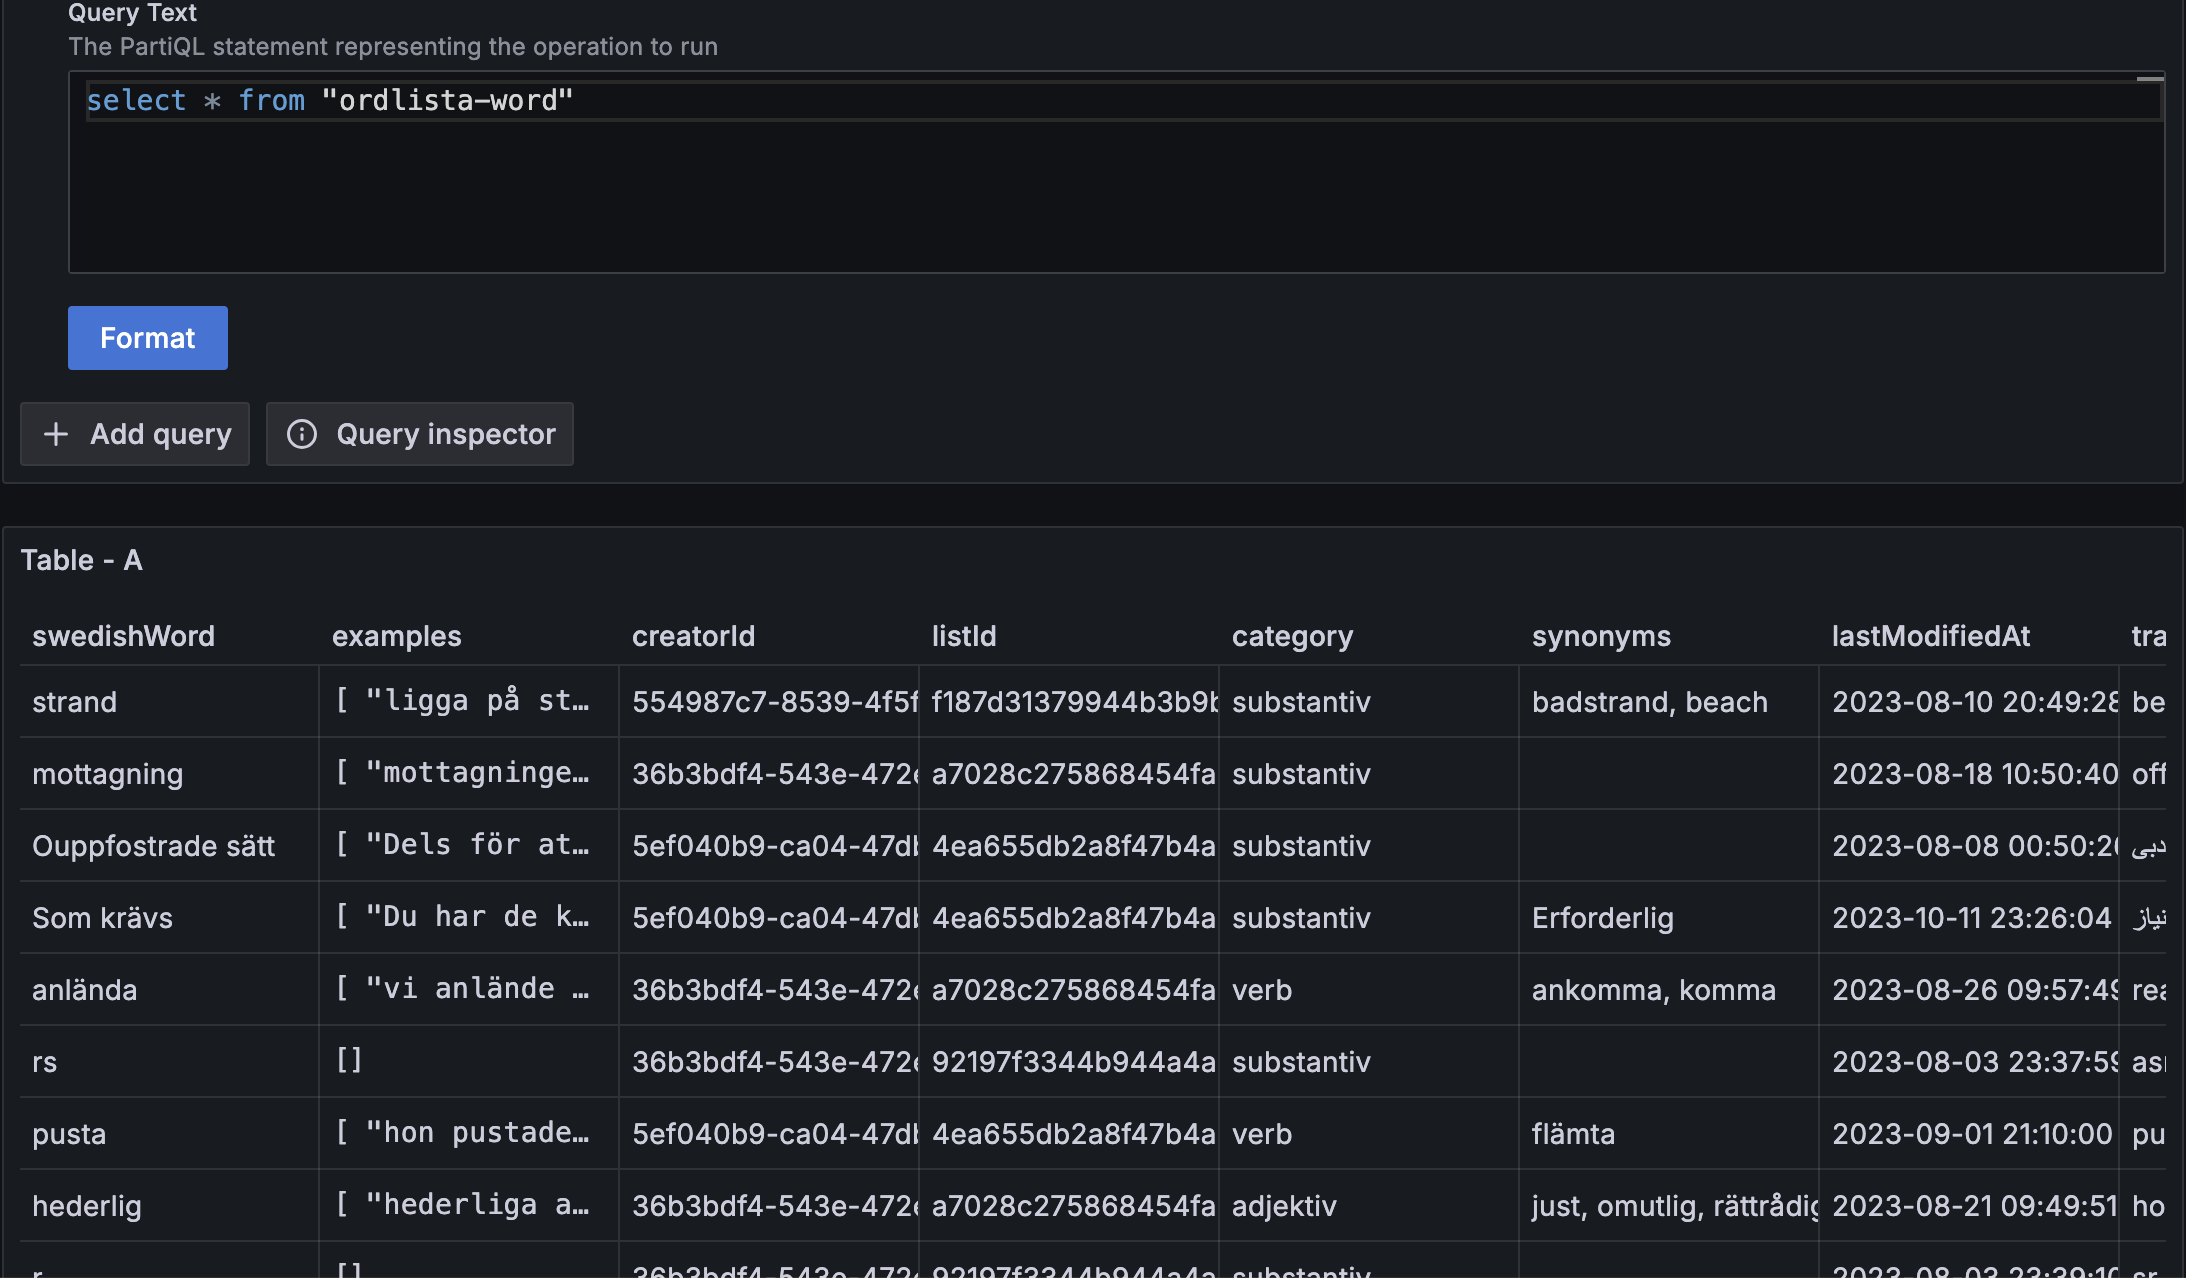 Query Text
The PartiQL statement representing the operation to run
select * from "ordlista-word"
Format
+ Add query Query inspector
Table - A
swedishWord examples creatorId listId category synonyms lastModifiedAt tra
strand [ "ligga på st… 554987c7-8539-4f5f f187d31379944b3b9b substantiv badstrand, beach 2023-08-10 20:49:28 be
mottagning [ "mottagninge… 36b3bdf4-543e-472e a7028c275868454fa substantiv 2023-08-18 10:50:40 off
Ouppfostrade sätt [ "Dels för at… 5ef040b9-ca04-47db 4ea655db2a8f47b4a substantiv 2023-08-08 00:50:20 دبی
Som krävs [ "Du har de k… 5ef040b9-ca04-47db 4ea655db2a8f47b4a substantiv Erforderlig 2023-10-11 23:26:04 نیاز
anlända [ "vi anlände … 36b3bdf4-543e-472e a7028c275868454fa verb ankomma, komma 2023-08-26 09:57:49 rea
rs [] 36b3bdf4-543e-472e 92197f3344b944a4a substantiv 2023-08-03 23:37:59 asr
pusta [ "hon pustade… 5ef040b9-ca04-47db 4ea655db2a8f47b4a verb flämta 2023-09-01 21:10:00 pu
hederlig [ "hederliga a… 36b3bdf4-543e-472e a7028c275868454fa adjektiv just, omutlig, rättrådig 2023-08-21 09:49:51 ho
r [] 36b3bdf4-543e-472e 92197f3344b944a4a substantiv 2023-08-03 23:39:10 sr